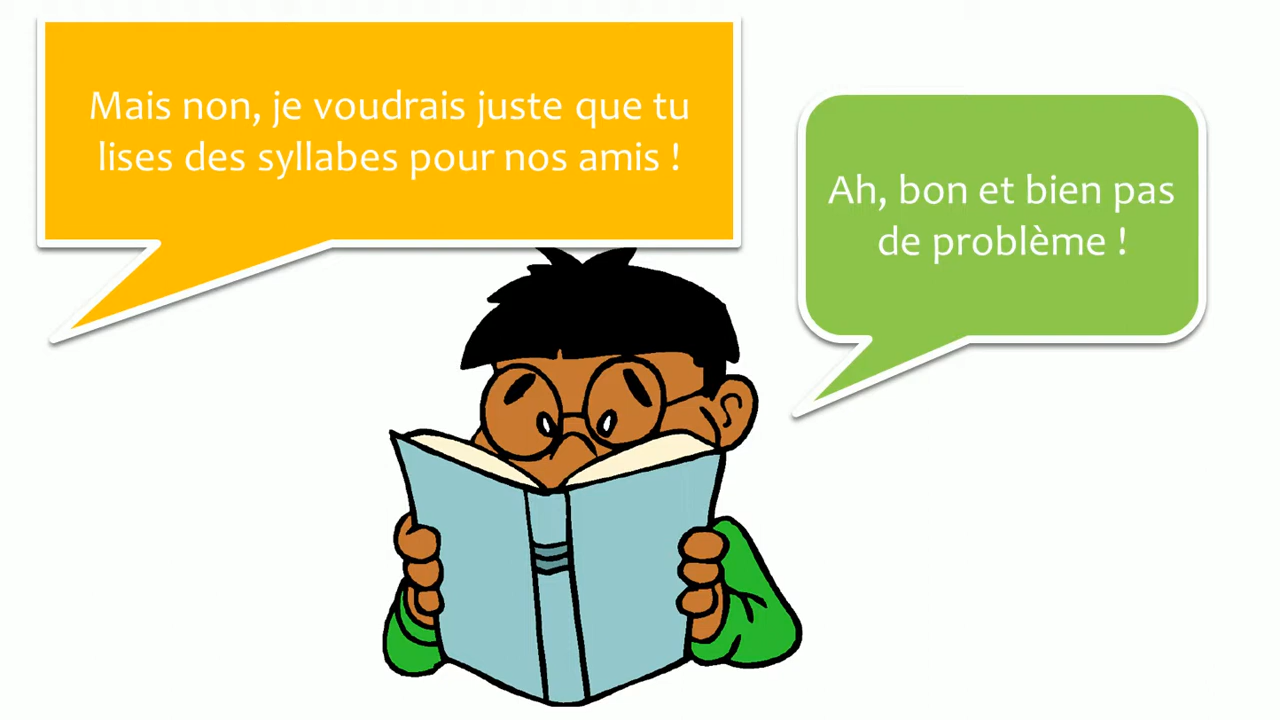 Mais non, je voudrais juste que tu
lises des syllabes pour nos amis !
Ah, bon et bien pas
de problème !